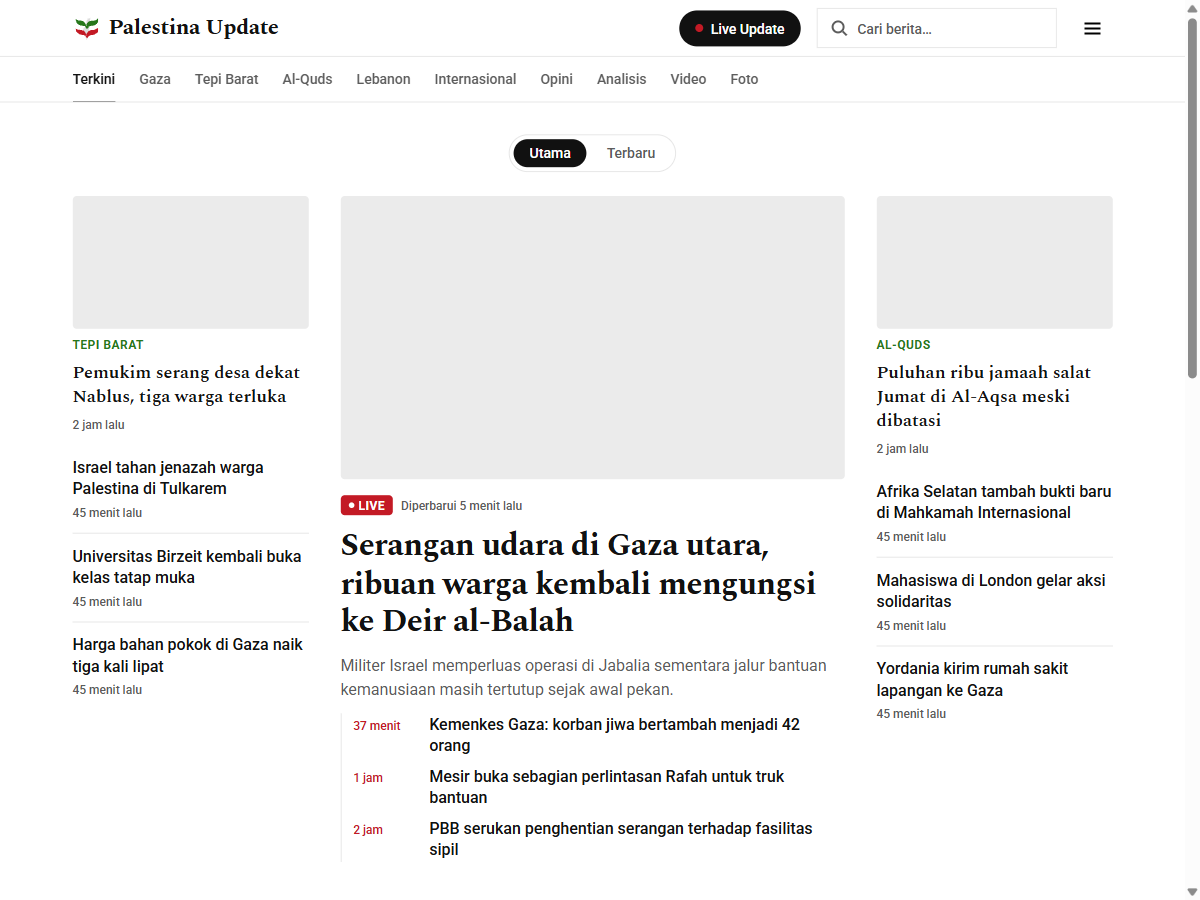 Palestina Update
Live Update
Cari berita...
Terkini
Gaza
Tepi Barat
Al-Quds
Lebanon
Internasional
Opini
Analisis
Video
Foto
Utama
Terbaru
TEPI BARAT
Pemukim serang desa dekat
Nablus, tiga warga terluka
2 jam lalu
Israel tahan jenazah warga
Palestina di Tulkarem
45 menit lalu
Universitas Birzeit kembali buka
kelas tatap muka
45 menit lalu
Harga bahan pokok di Gaza naik
tiga kali lipat
45 menit lalu
LIVE
Diperbarui 5 menit lalu
Serangan udara di Gaza utara,
ribuan warga kembali mengungsi
ke Deir al-Balah
Militer Israel memperluas operasi di Jabalia sementara jalur bantuan
kemanusiaan masih tertutup sejak awal pekan.
37 menit
Kemenkes Gaza: korban jiwa bertambah menjadi 42
orang
1 jam
Mesir buka sebagian perlintasan Rafah untuk truk
bantuan
2 jam
PBB serukan penghentian serangan terhadap fasilitas
sipil
AL-QUDS
Puluhan ribu jamaah salat
Jumat di Al-Aqsa meski
dibatasi
2 jam lalu
Afrika Selatan tambah bukti baru
di Mahkamah Internasional
45 menit lalu
Mahasiswa di London gelar aksi
solidaritas
45 menit lalu
Yordania kirim rumah sakit
lapangan ke Gaza
45 menit lalu